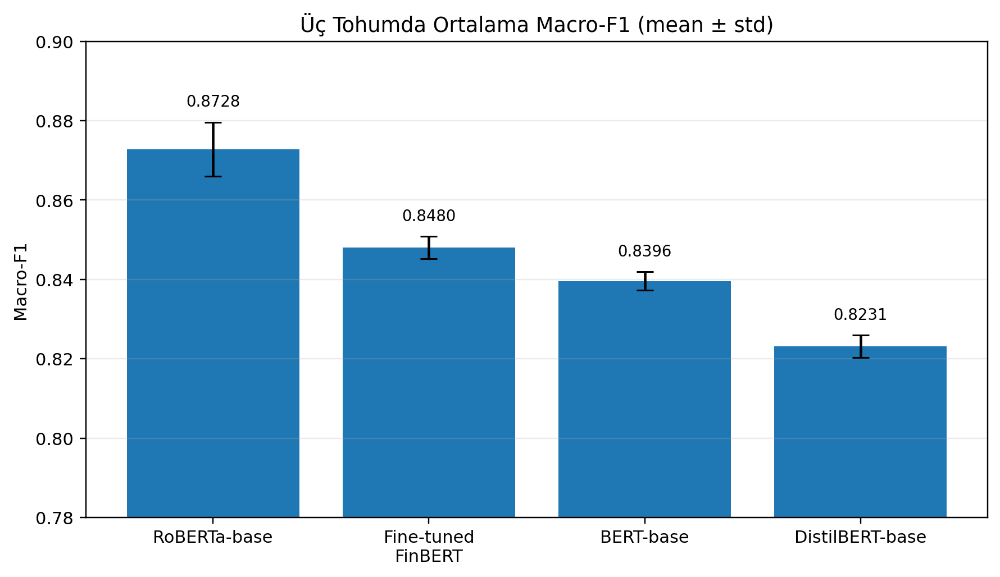 Üç Tohumda Ortalama Macro-F1 (mean ± std)
Macro-F1
0.90
0.88
0.86
0.84
0.82
0.80
0.78
0.8728
0.8480
0.8396
0.8231
RoBERTa-base
Fine-tuned
FinBERT
BERT-base
DistilBERT-base